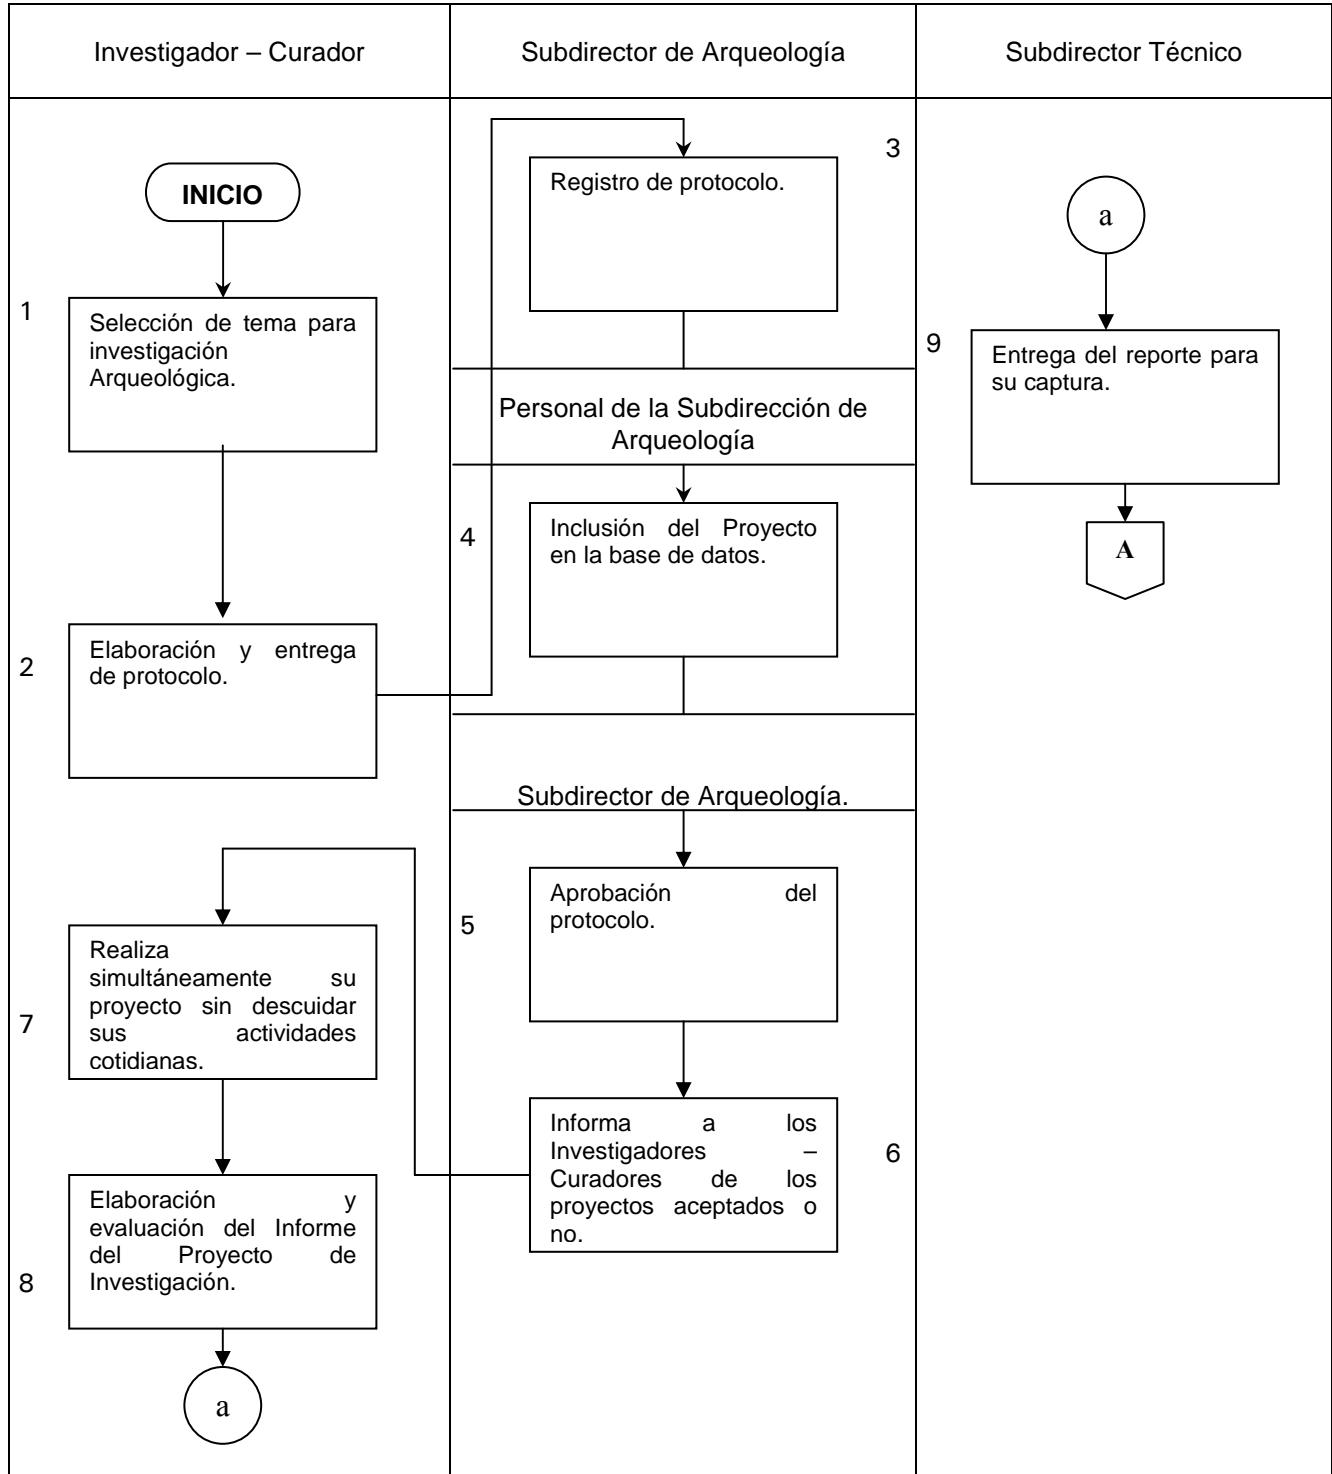 Investigador – Curador
Subdirector de Arqueología
Subdirector Técnico
INICIO
1
Selección de tema para
investigación
Arqueológica.
2
Elaboración y entrega
de protocolo.
3
Registro de protocolo.
Personal de la Subdirección de
Arqueología
4
Inclusión del Proyecto
en la base de datos.
Subdirector de Arqueología.
5
Aprobación del
protocolo.
6
Informa a los
Investigadores –
Curadores de los
proyectos aceptados o
no.
7
Realiza
simultáneamente su
proyecto sin descuidar
sus actividades
cotidianas.
8
Elaboración y
evaluación del Informe
del Proyecto de
Investigación.
a
a
9
Entrega del reporte para
su captura.
A